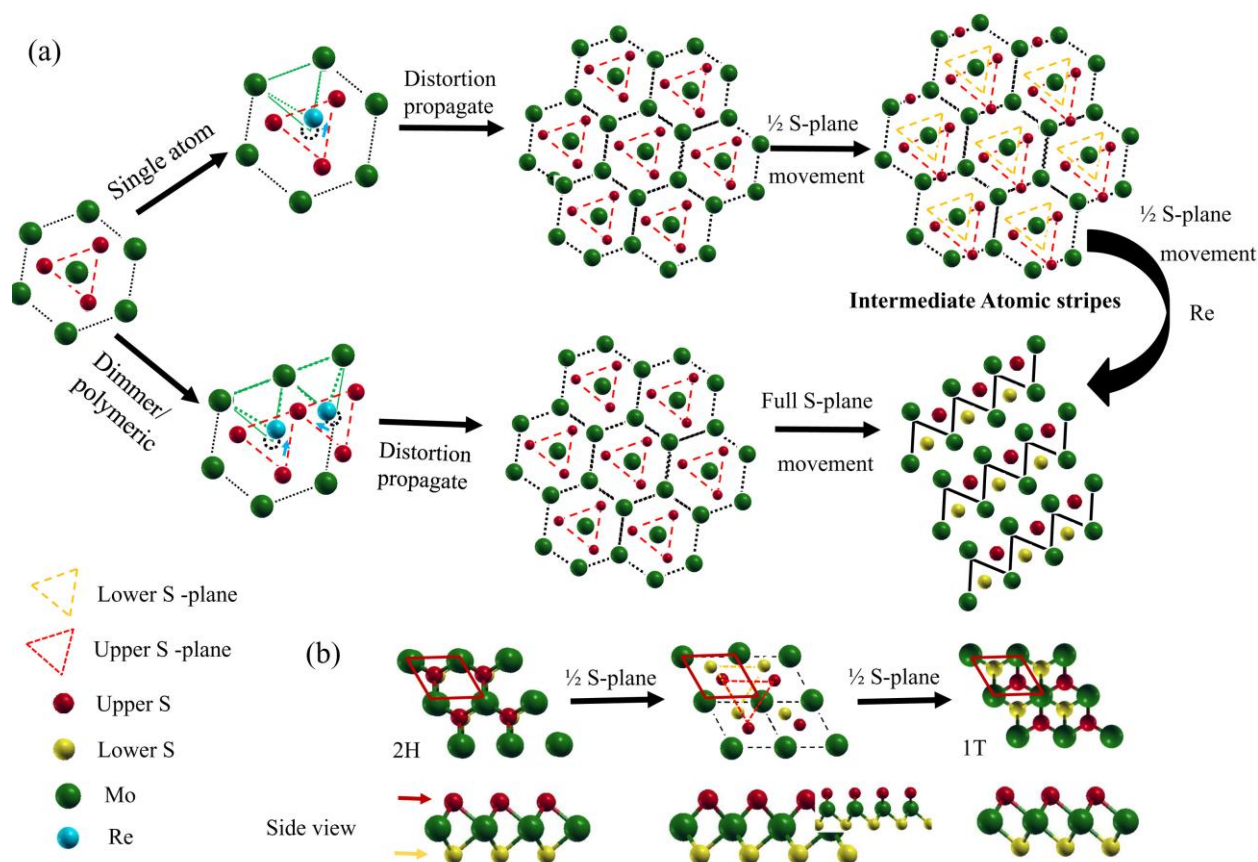 (a)
Single atom
Distortion
propagate
½ S-plane
movement
½ S-plane
movement
Re
Intermediate Atomic stripes
Dimmer/
polymeric
Distortion
propagate
Full S-plane
movement
Lower S -plane
Upper S -plane
Upper S
Lower S
Mo
Re
(b)
½ S-plane
½ S-plane
2H
1T
Side view